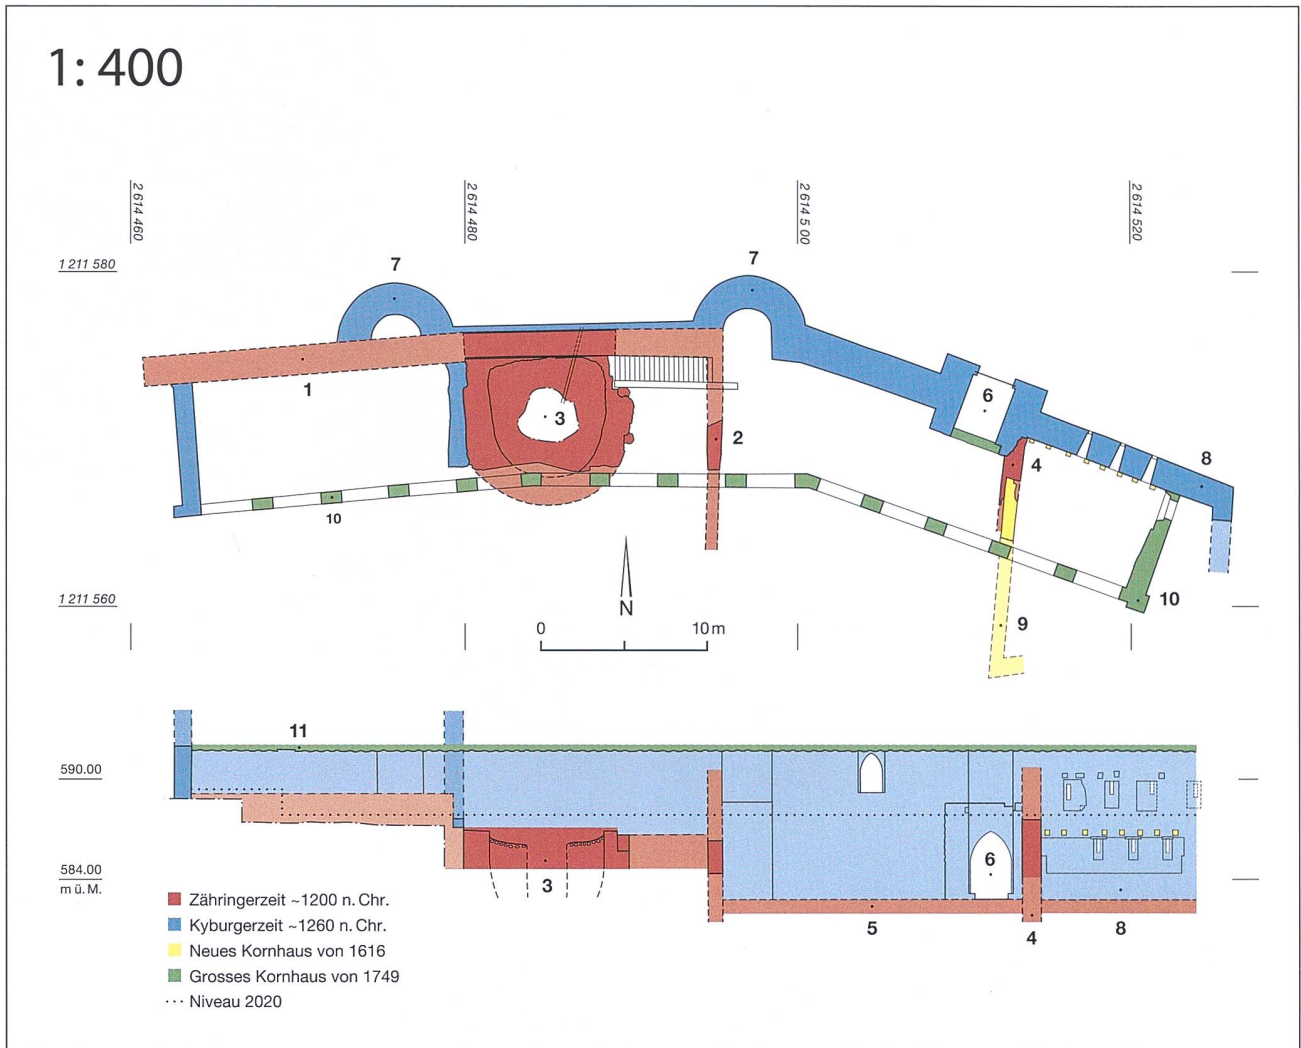 1: 400
2 614 460
2 614 480
2 614 5 00
2 614 520
1 211 580
7
7
1
3
2
6
4
8
10
1 211 560
N
10
9
0
10 m
11
590.00
584.00
m ü. M.
3
6
5
4
8
Zähringerzeit ~1200 n. Chr.
Kyburgerzeit ~1260 n. Chr.
Neues Kornhaus von 1616
Grosses Kornhaus von 1749
Niveau 2020